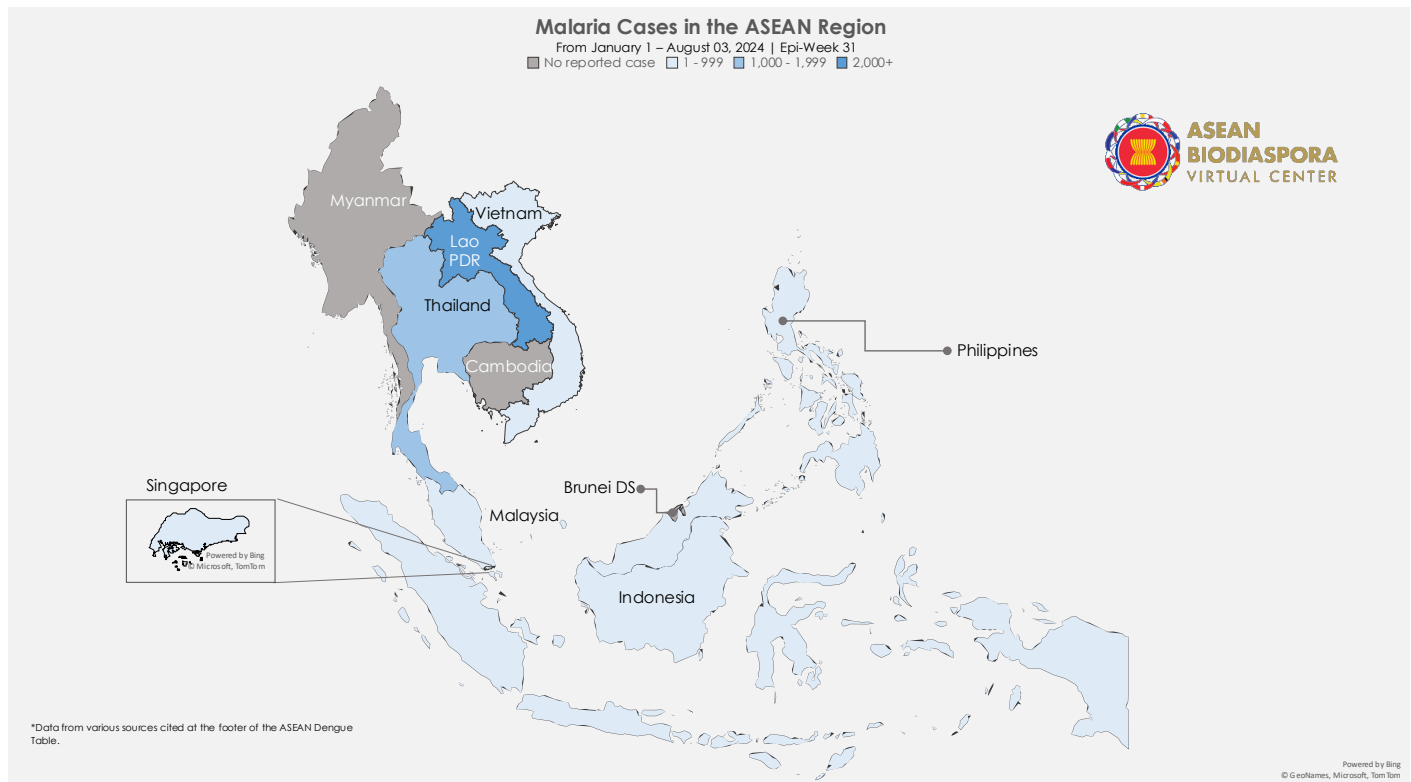 Malaria Cases in the ASEAN Region
From January 1 – August 03, 2024 | Epi-Week 31
No reported case 1 - 999 1,000 - 1,999 2,000+
ASEAN
BIODIASPORA
VIRTUAL CENTER
Myanmar
Vietnam
Lao
PDR
Thailand
Cambodia
Philippines
Singapore
Brunei DS
Malaysia
Powered by Bing
© Microsoft, TomTom
Indonesia
*Data from various sources cited at the footer of the ASEAN Dengue
Table.
Powered by Bing
© GeoNames, Microsoft, TomTom